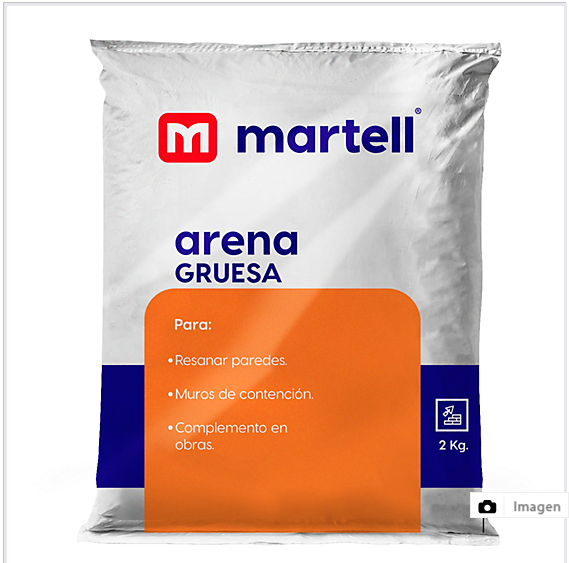 m martell®
arena
GRUESA
Para:
•Resanar paredes.
•Muros de contención.
•Complemento en
obras.
2 Kg.
Imagen